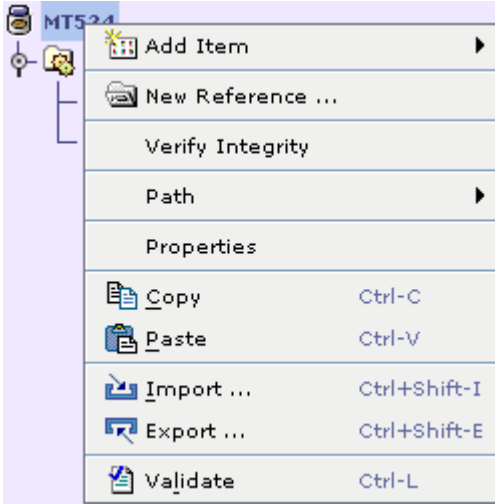 MT524
Add Item
New Reference ...
Verify Integrity
Path
Properties
Copy Ctrl-C
Paste Ctrl-V
Import ... Ctrl+Shift-I
Export ... Ctrl+Shift-E
Validate Ctrl-L